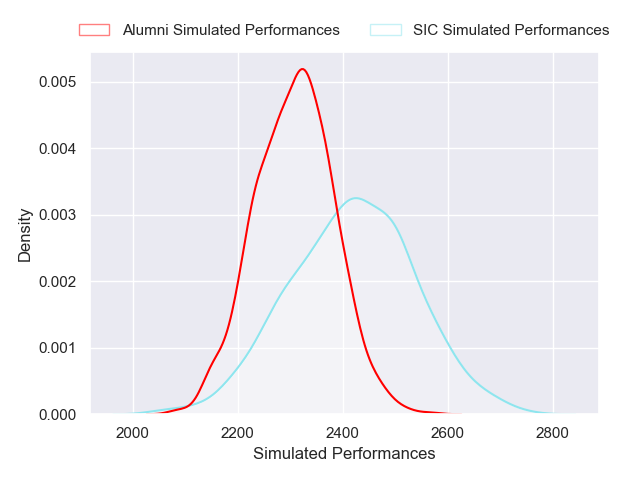 Alumni Simulated Performances SIC Simulated Performances
0.005
0.004
0.003
0.002
0.001
0.000
Density
2000 2200 2400 2600 2800
Simulated Performances